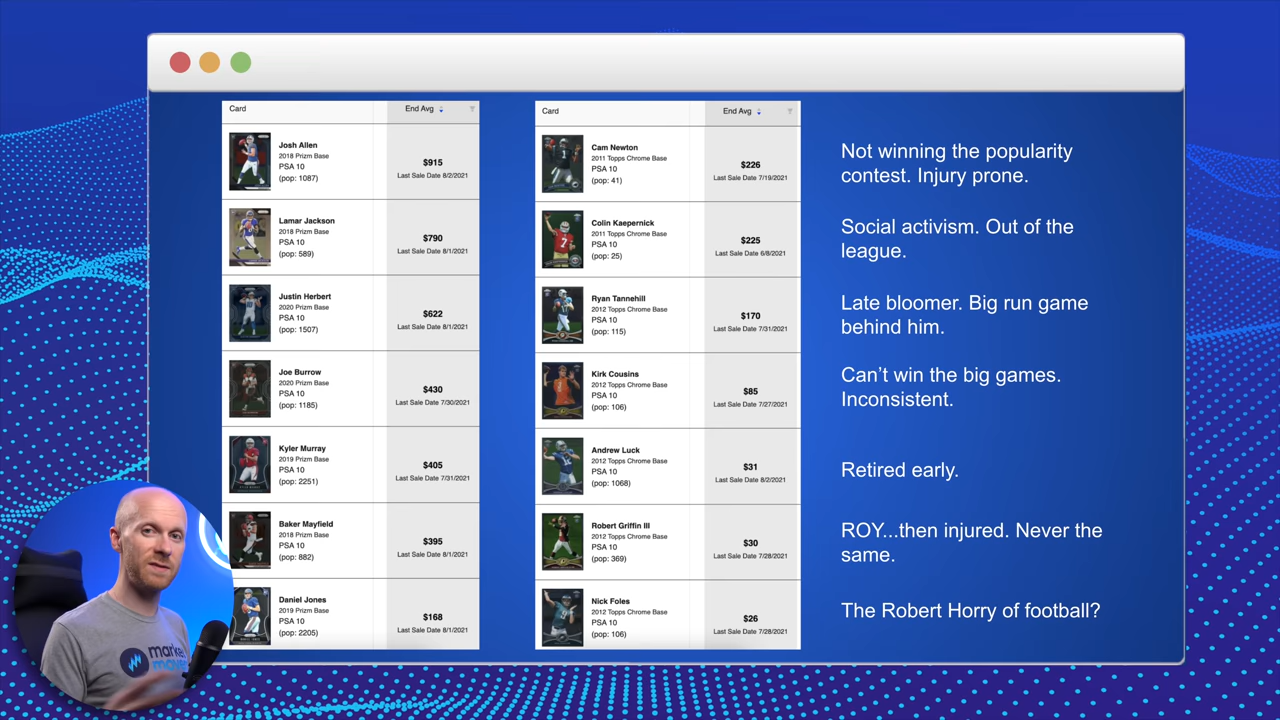 Card End Avg
Josh Allen
2018 Prizm Base
PSA 10
(pop: 1087)
$915
Last Sale Date 8/2/2021
Lamar Jackson
2018 Prizm Base
PSA 10
(pop: 589)
$790
Last Sale Date 8/1/2021
Justin Herbert
2020 Prizm Base
PSA 10
(pop: 1507)
$622
Last Sale Date 8/1/2021
Joe Burrow
2020 Prizm Base
PSA 10
(pop: 1185)
$430
Last Sale Date 7/30/2021
Kyler Murray
2019 Prizm Base
PSA 10
(pop: 2251)
$405
Last Sale Date 7/31/2021
Baker Mayfield
2018 Prizm Base
PSA 10
(pop: 882)
$395
Last Sale Date 8/1/2021
Daniel Jones
2019 Prizm Base
PSA 10
(pop: 2205)
$168
Last Sale Date 8/1/2021
Card End Avg
Cam Newton
2011 Topps Chrome Base
PSA 10
(pop: 41)
$226
Last Sale Date 7/19/2021
Colin Kaepernick
2011 Topps Chrome Base
PSA 10
(pop: 25)
$225
Last Sale Date 6/8/2021
Ryan Tannehill
2012 Topps Chrome Base
PSA 10
(pop: 115)
$170
Last Sale Date 7/31/2021
Kirk Cousins
2012 Topps Chrome Base
PSA 10
(pop: 106)
$85
Last Sale Date 7/27/2021
Andrew Luck
2012 Topps Chrome Base
PSA 10
(pop: 1068)
$31
Last Sale Date 8/2/2021
Robert Griffin III
2012 Topps Chrome Base
PSA 10
(pop: 369)
$30
Last Sale Date 7/28/2021
Nick Foles
2012 Topps Chrome Base
PSA 10
(pop: 106)
$26
Last Sale Date 7/28/2021
Not winning the popularity
contest. Injury prone.
Social activism. Out of the
league.
Late bloomer. Big run game
behind him.
Can’t win the big games.
Inconsistent.
Retired early.
ROY...then injured. Never the
same.
The Robert Horry of football?